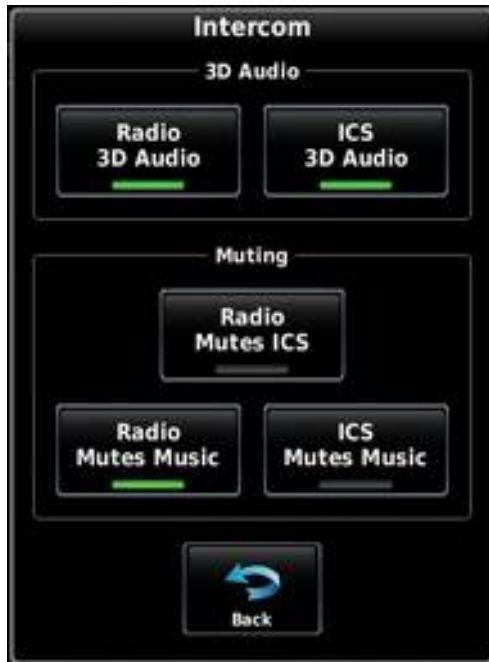 Intercom
3D Audio
Radio
3D Audio
ICS
3D Audio
Muting
Radio
Mutes ICS
Radio
Mutes Music
ICS
Mutes Music
Back